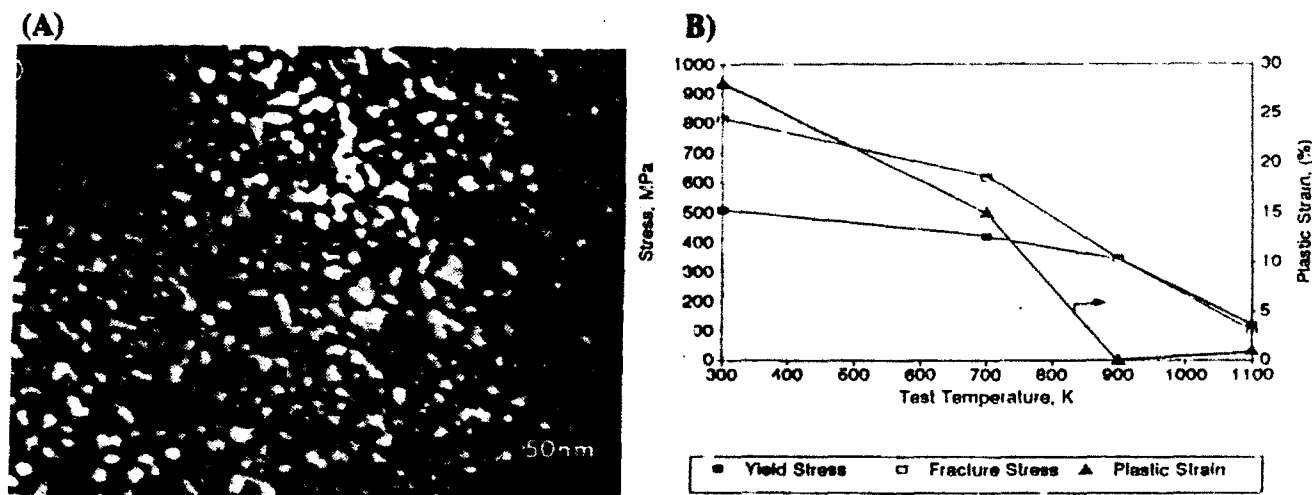 (A)
50nm
B)
1000
900
800
700
600
500
400
300
200
00
0
Stress, MPa
30
25
20
15
10
5
0
Plastic Strain, (%)
300 400 500 600 700 800 900 1000 1100
Test Temperature, K
Yield Stress Fracture Stress Plastic Strain